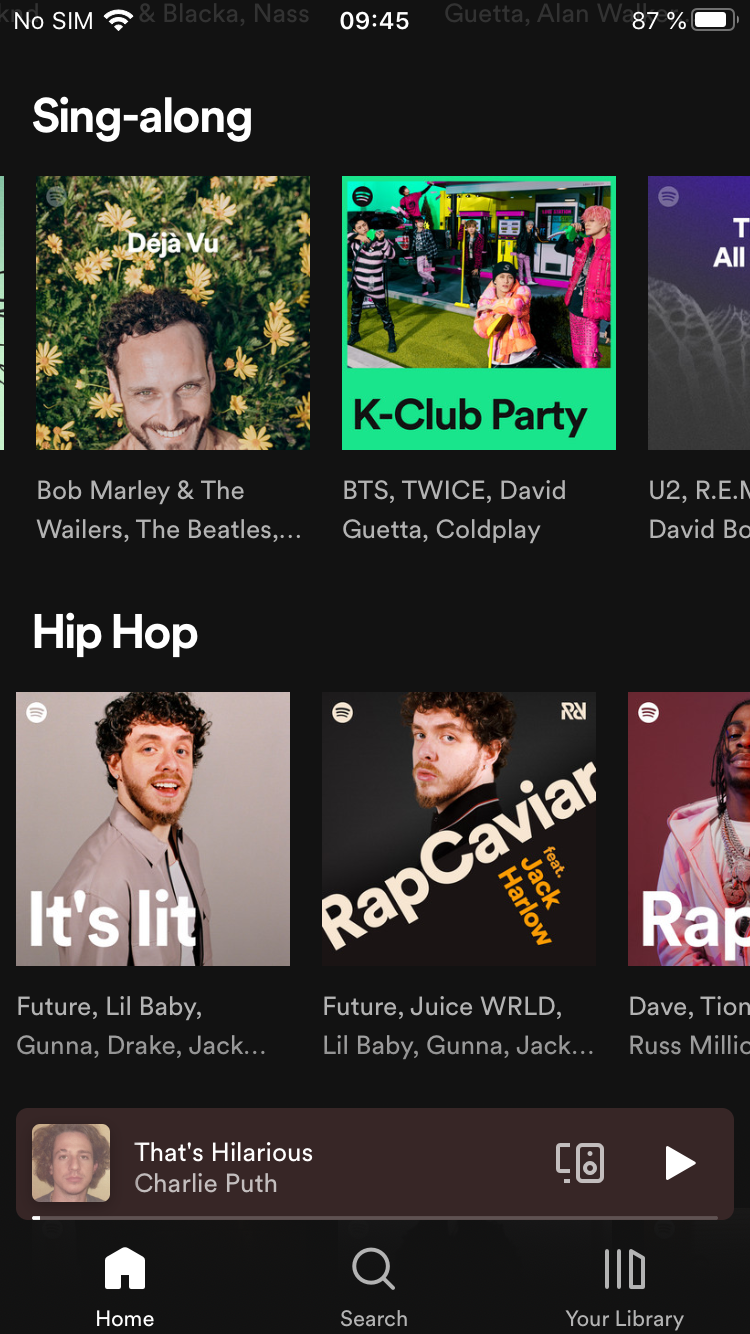 & Blacka, Nass
Guetta, Alan Walker,
No SIM
09:45
87 %
Sing-along
Déjà Vu
K-Club Party
All
Bob Marley & The
Wailers, The Beatles,...
BTS, TWICE, David
Guetta, Coldplay
U2,
David
Hip Hop
It's lit
RapCaviar
feat.
Jack
Harlow
Rap
Future, Lil Baby,
Gunna, Drake, Jack...
Future, Juice WRLD,
Lil Baby, Gunna, Jack...
Dave,
Russ
That's Hilarious
Charlie Puth
Home
Search
Your Library